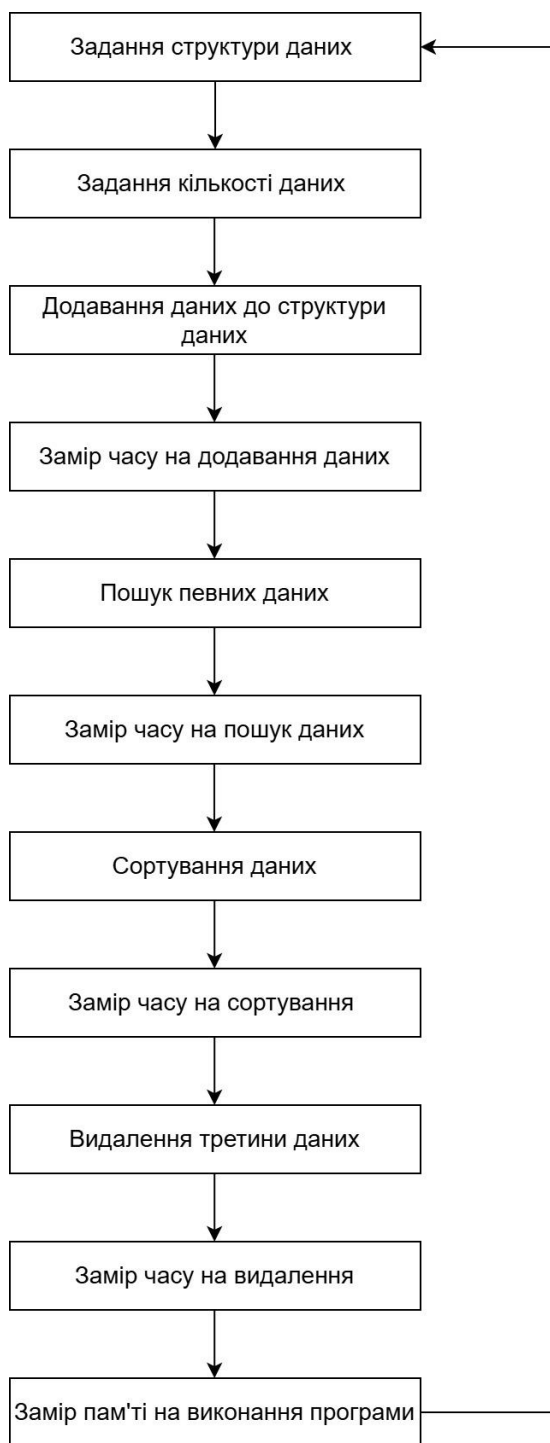 Задання структури даних
Задання кількості даних
Додавання даних до структури
даних
Замір часу на додавання даних
Пошук певних даних
Замір часу на пошук даних
Сортування даних
Замір часу на сортування
Видалення третини даних
Замір часу на видалення
Замір пам'ті на виконання програми